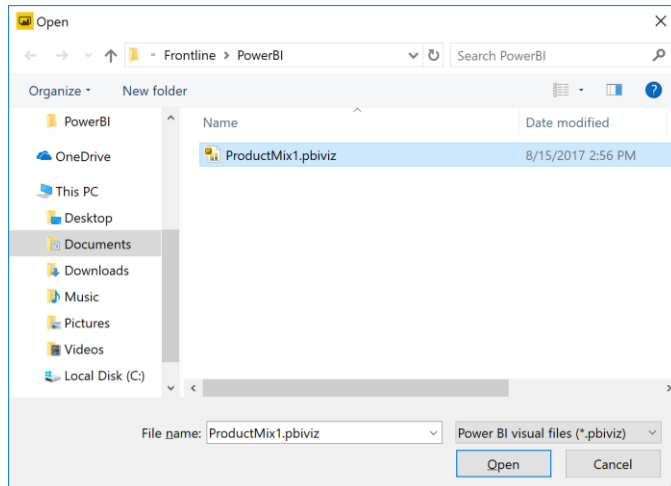 Open
« Frontline > PowerBI
Search PowerBI
Organize
New folder
PowerBI
OneDrive
This PC
Desktop
Documents
Downloads
Music
Pictures
Videos
Local Disk (C:)
Name
Date modified
ProductMix1.pbiviz
8/15/2017 2:56 PM
File name: ProductMix1.pbiviz
Power BI visual files (*.pbiviz)
Open
Cancel